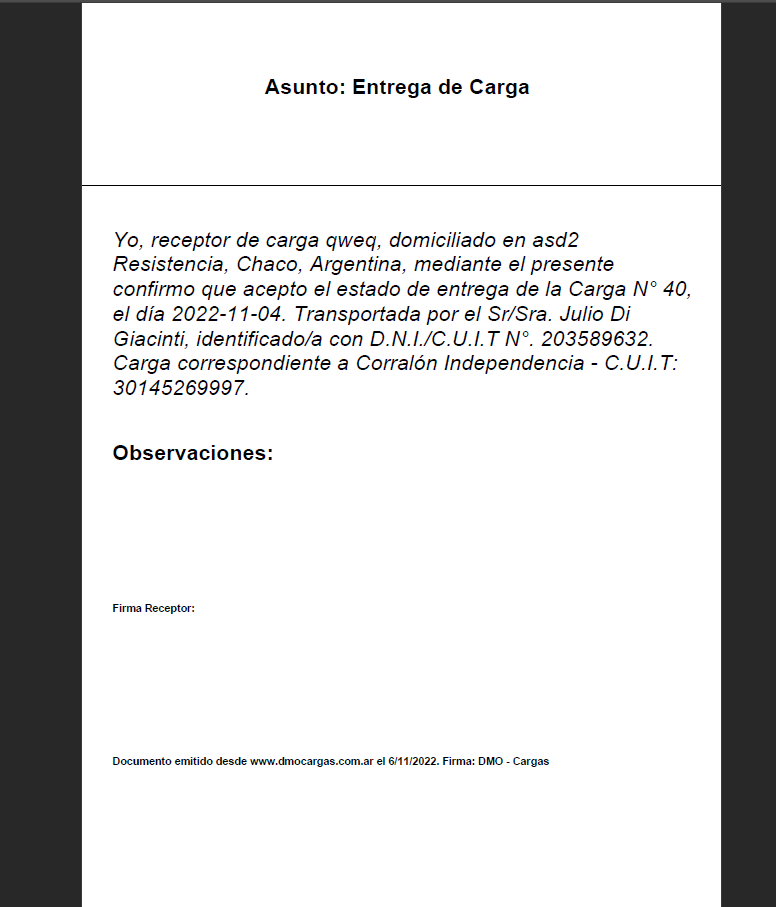 Asunto: Entrega de Carga
Yo, receptor de carga qweq, domiciliado en asd2
Resistencia, Chaco, Argentina, mediante el presente
confirmo que acepto el estado de entrega de la Carga N° 40,
el día 2022-11-04. Transportada por el Sr/Sra. Julio Di
Giacinti, identificado/a con D.N.I./C.U.I.T N°. 203589632.
Carga correspondiente a Corralón Independencia - C.U.I.T:
30145269997.
Observaciones:
Firma Receptor:
Documento emitido desde www.dmocargas.com.ar el 6/11/2022. Firma: DMO - Cargas